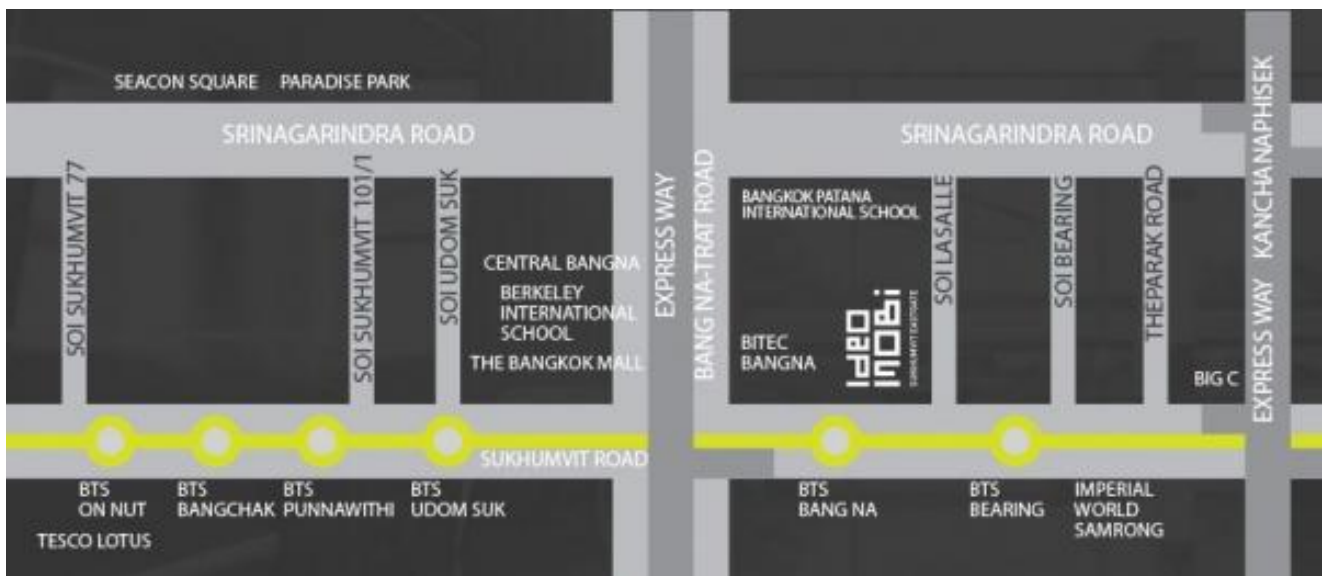 SEACON SQUARE
PARADISE PARK
SRINAGARINDRA ROAD
SRINAGARINDRA ROAD
SOI SUKHUMVIT 77
SOI SUKHUMVIT 101/1
SOI UDOM SUK
CENTRAL BANGNA
BERKELEY
INTERNATIONAL
SCHOOL
THE BANGKOK MALL
EXPRESS WAY
BANG NA-TRAT ROAD
BANGKOK PATANA
INTERNATIONAL SCHOOL
BITEC
BANGNA
ideo
mobi
SUKHUMVIT EASTGATE
SOI LASALLE
SOI BEARING
THEPARAK ROAD
BIG C
EXPRESS WAY KANCHANAPHISEK
SUKHUMVIT ROAD
BTS
ON NUT
BTS
BANGCHAK
BTS
PUNNAWITHI
BTS
UDOM SUK
BTS
BANG NA
BTS
BEARING
IMPERIAL
WORLD
SAMRONG
TESCO LOTUS